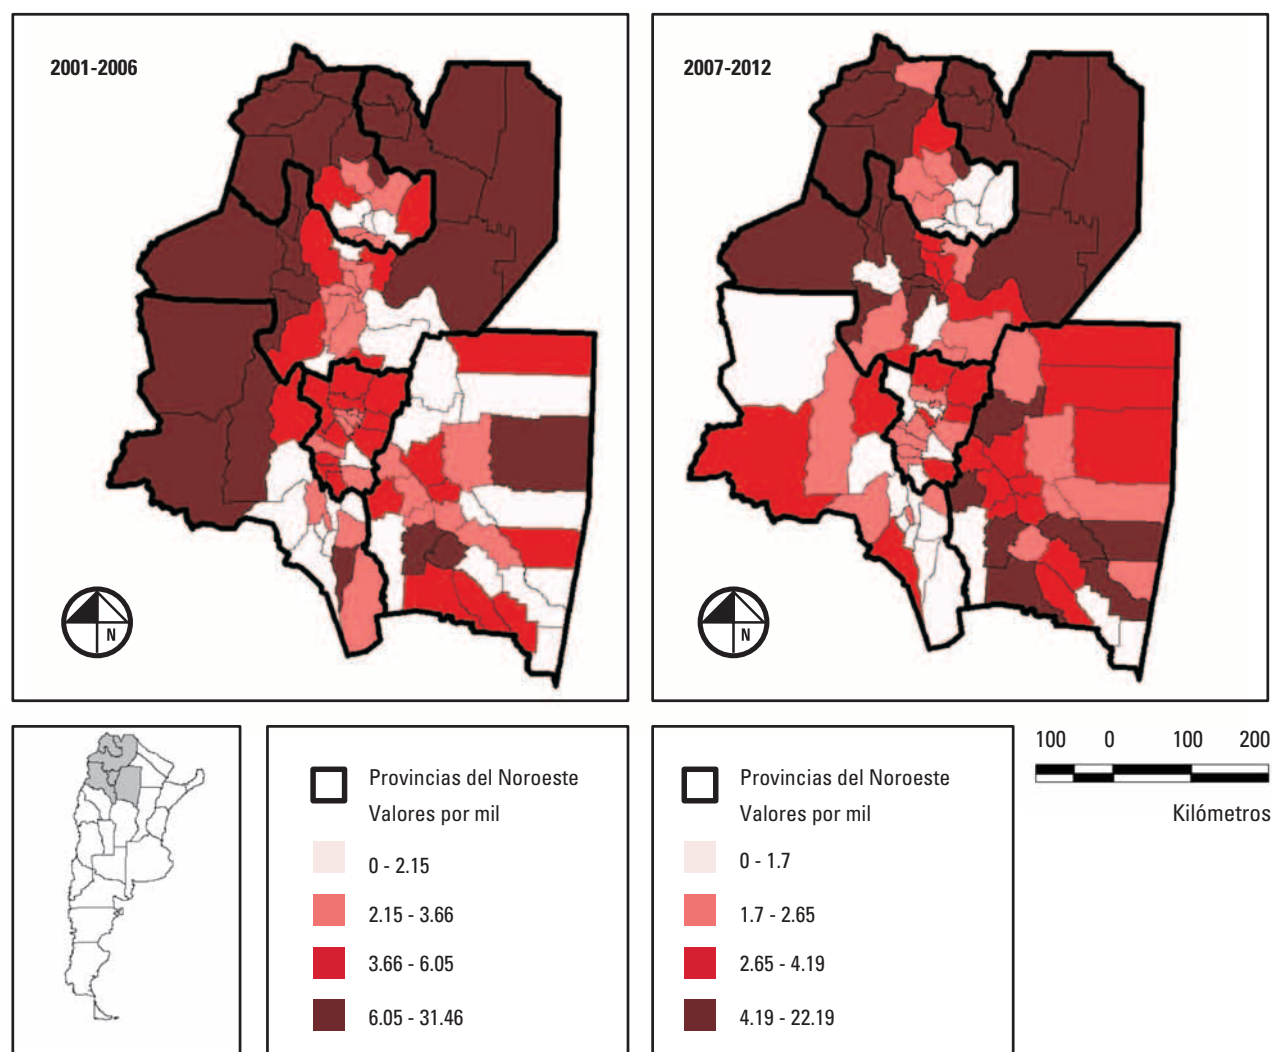 2001-2006
2007-2012
N
N
Provincias del Noroeste
Valores por mil
0 - 2.15
2.15 - 3.66
3.66 - 6.05
6.05 - 31.46
Provincias del Noroeste
Valores por mil
0 - 1.7
1.7 - 2.65
2.65 - 4.19
4.19 - 22.19
100 0 100 200
Kilómetros